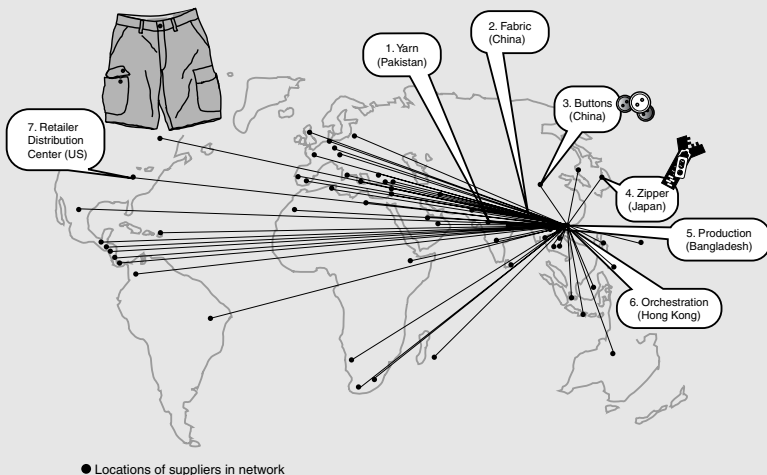 2. Fabric
(China)
1. Yarn
(Pakistan)
3. Buttons
(China)
7. Retailer
Distribution
Center (US)
4. Zipper
(Japan)
5. Production
(Bangladesh)
6. Orchestration
(Hong Kong)
Locations of suppliers in network